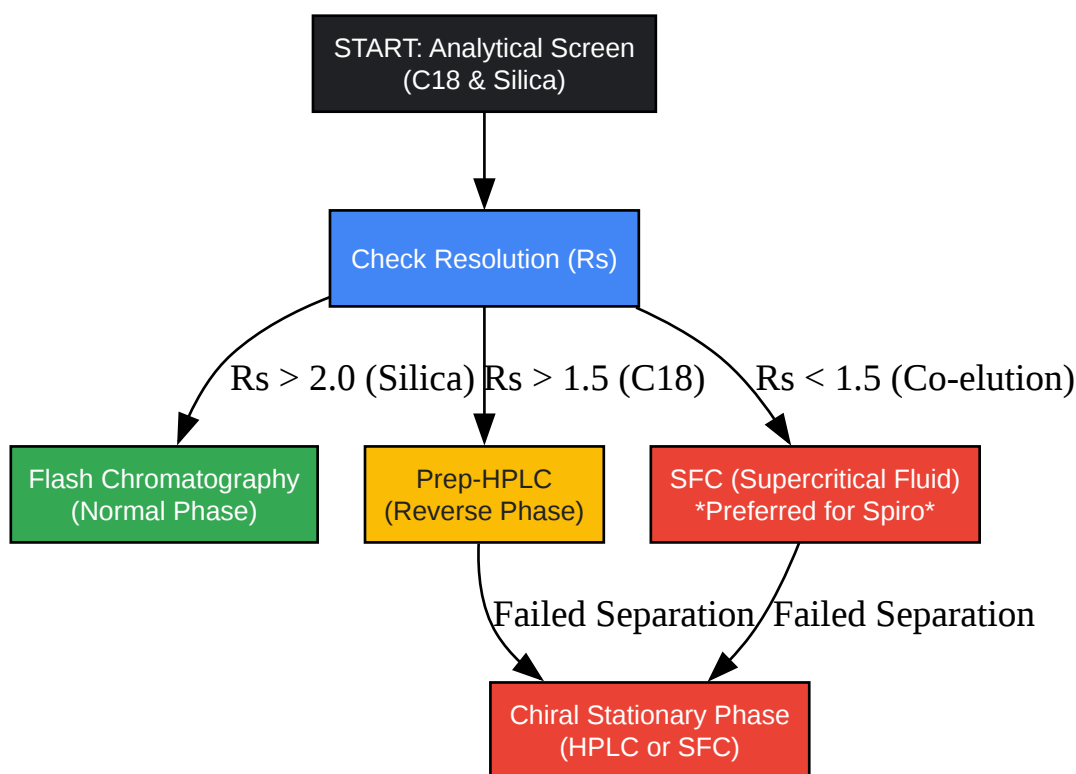 START: Analytical Screen
(C18 & Silica)
Check Resolution (Rs)
Rs > 2.0 (Silica)
Rs > 1.5 (C18)
Rs < 1.5 (Co-elution)
Flash Chromatography
(Normal Phase)
Prep-HPLC
(Reverse Phase)
SFC (Supercritical Fluid)
*Preferred for Spiro*
Failed Separation
Failed Separation
Chiral Stationary Phase
(HPLC or SFC)